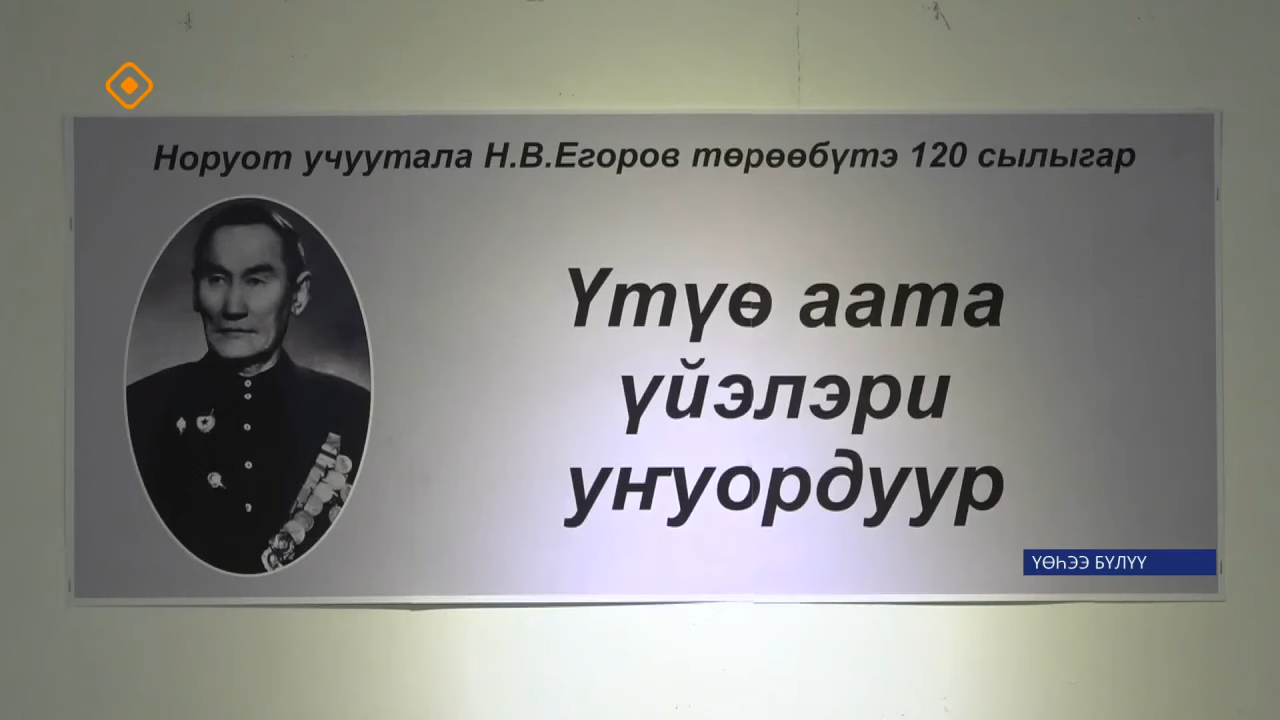 Норуот учуутала Н.В.Егоров төрөөбүтэ 120 сылыгар
Үтүө аата
үйэлэри
уҥуордуур
ҮӨҺЭЭ БҮЛҮҮ